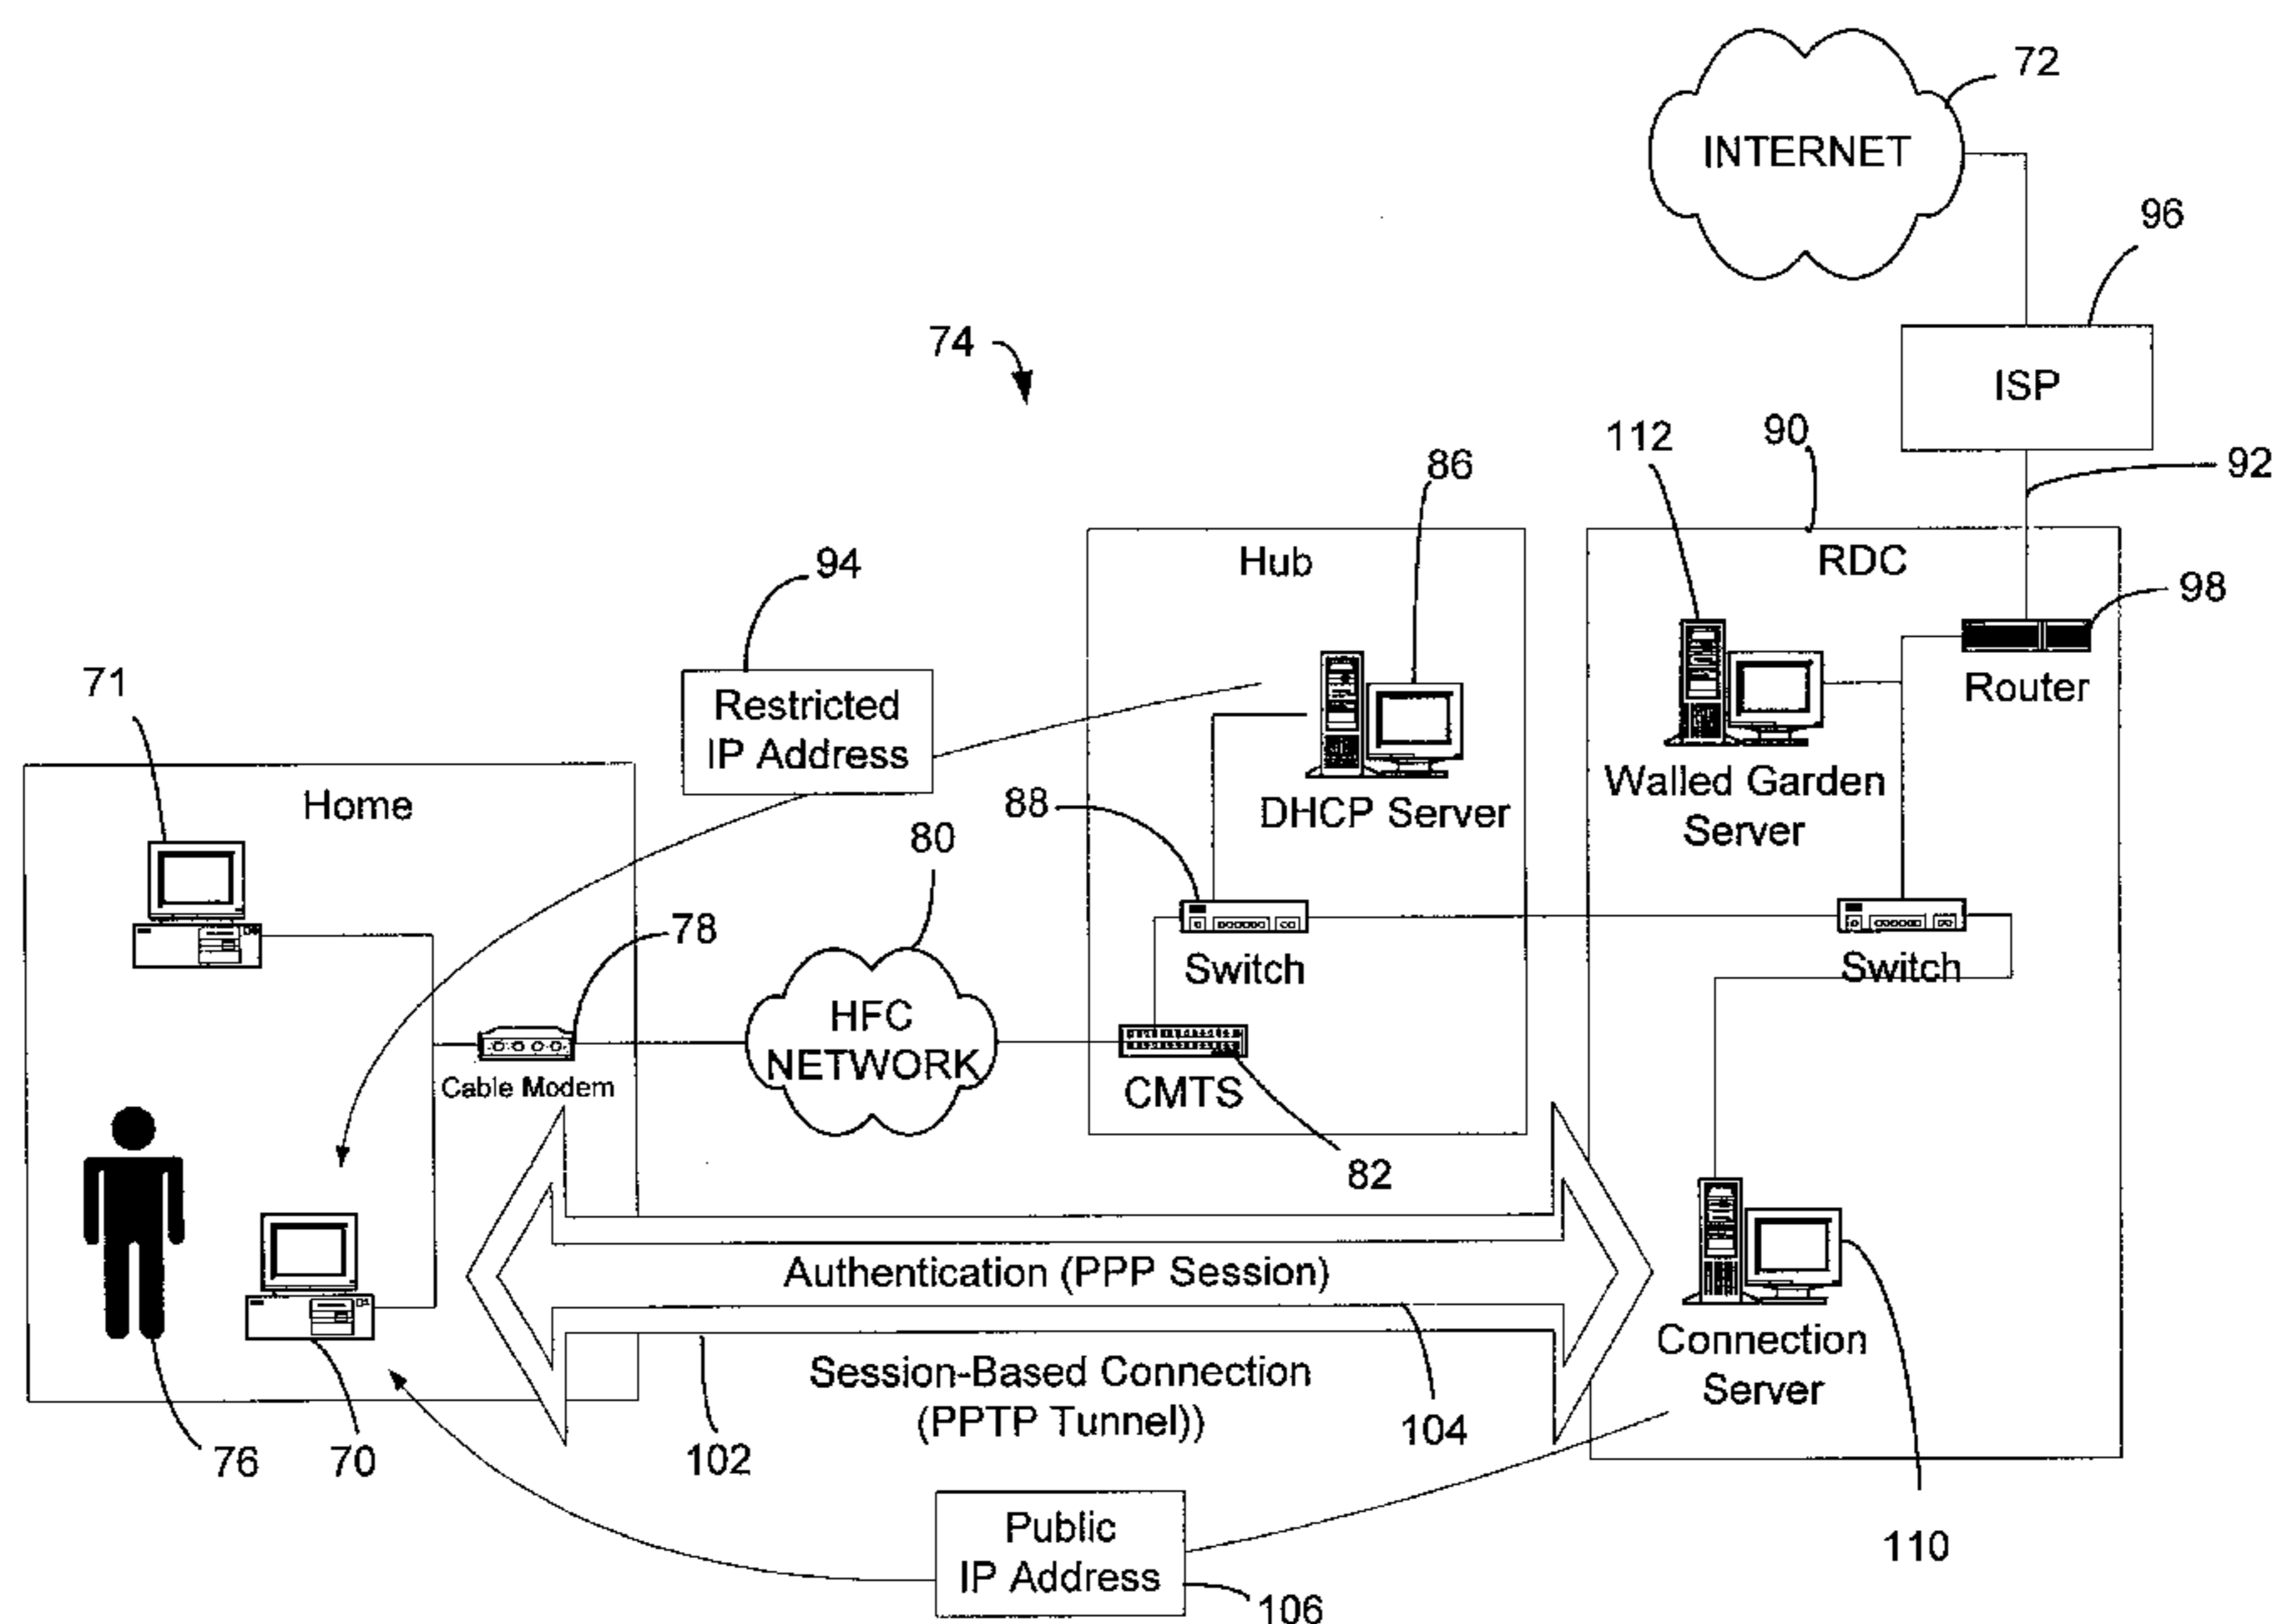 72
INTERNET
96
74
ISP
112
90
86
92
Hub
RDC
94
98
71
Restricted
IP Address
Router
Walled Garden
Server
Home
88
DHCP Server
80
78
Switch
Switch
HFC
NETWORK
Cable Modem
CMTS
82
Authentication (PPP Session)
Connection
Server
Session-Based Connection
(PPTP Tunnel))
76
70
102
104
Public
IP Address
110
106